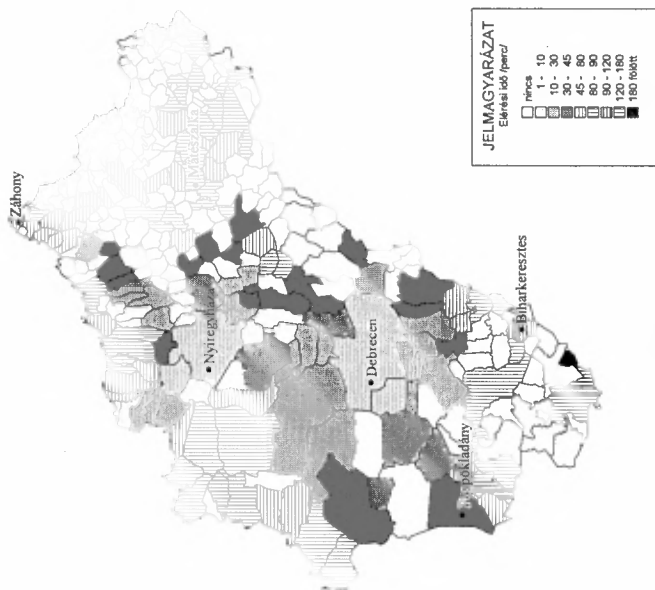 Záhony
Mátészalka
Nyíregyháza
Debrecen
Biharkeresztes
JELMAGYARÁZAT
Elérési idő /perc/
nincs
1 - 10
10 - 30
30 - 45
45 - 60
60 - 90
90 - 120
120 - 180
180 fölött